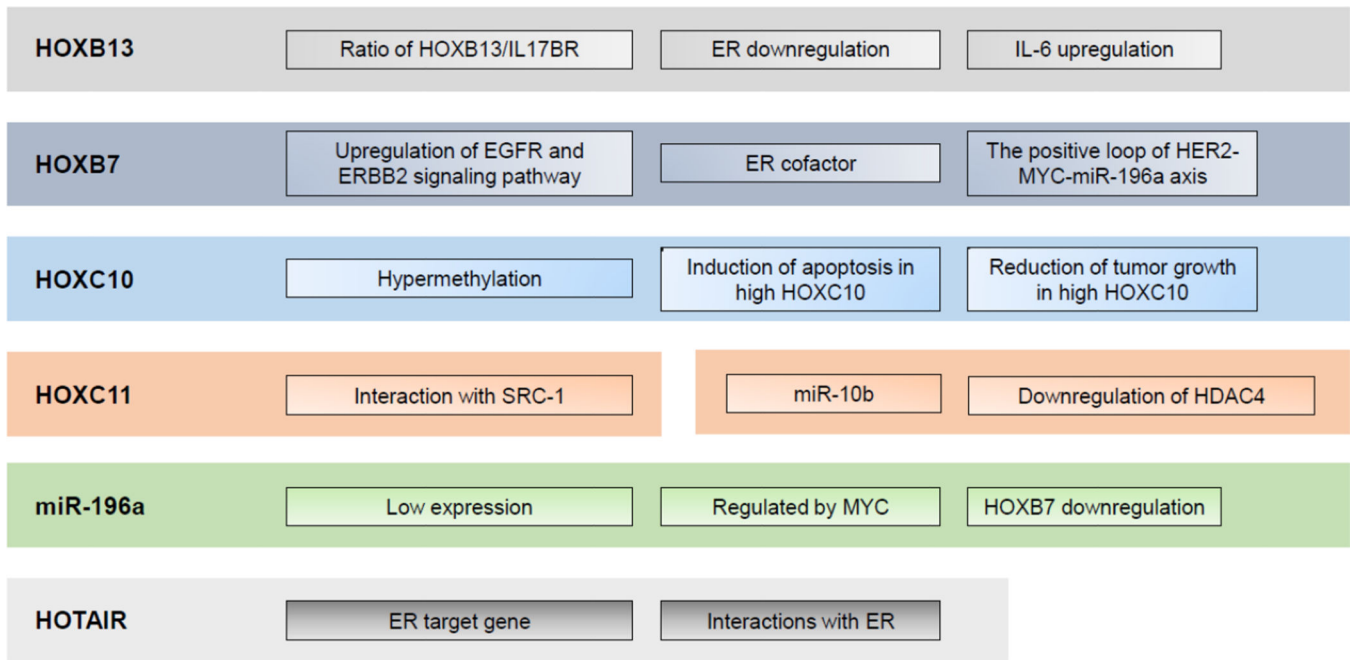 HOXB13
Ratio of HOXB13/IL17BR
ER downregulation
IL-6 upregulation
HOXB7
Upregulation of EGFR and
ERBB2 signaling pathway
ER cofactor
The positive loop of HER2-
MYC-miR-196a axis
HOXC10
Hypermethylation
Induction of apoptosis in
high HOXC10
Reduction of tumor growth
in high HOXC10
HOXC11
Interaction with SRC-1
miR-10b
Downregulation of HDAC4
miR-196a
Low expression
Regulated by MYC
HOXB7 downregulation
HOTAIR
ER target gene
Interactions with ER